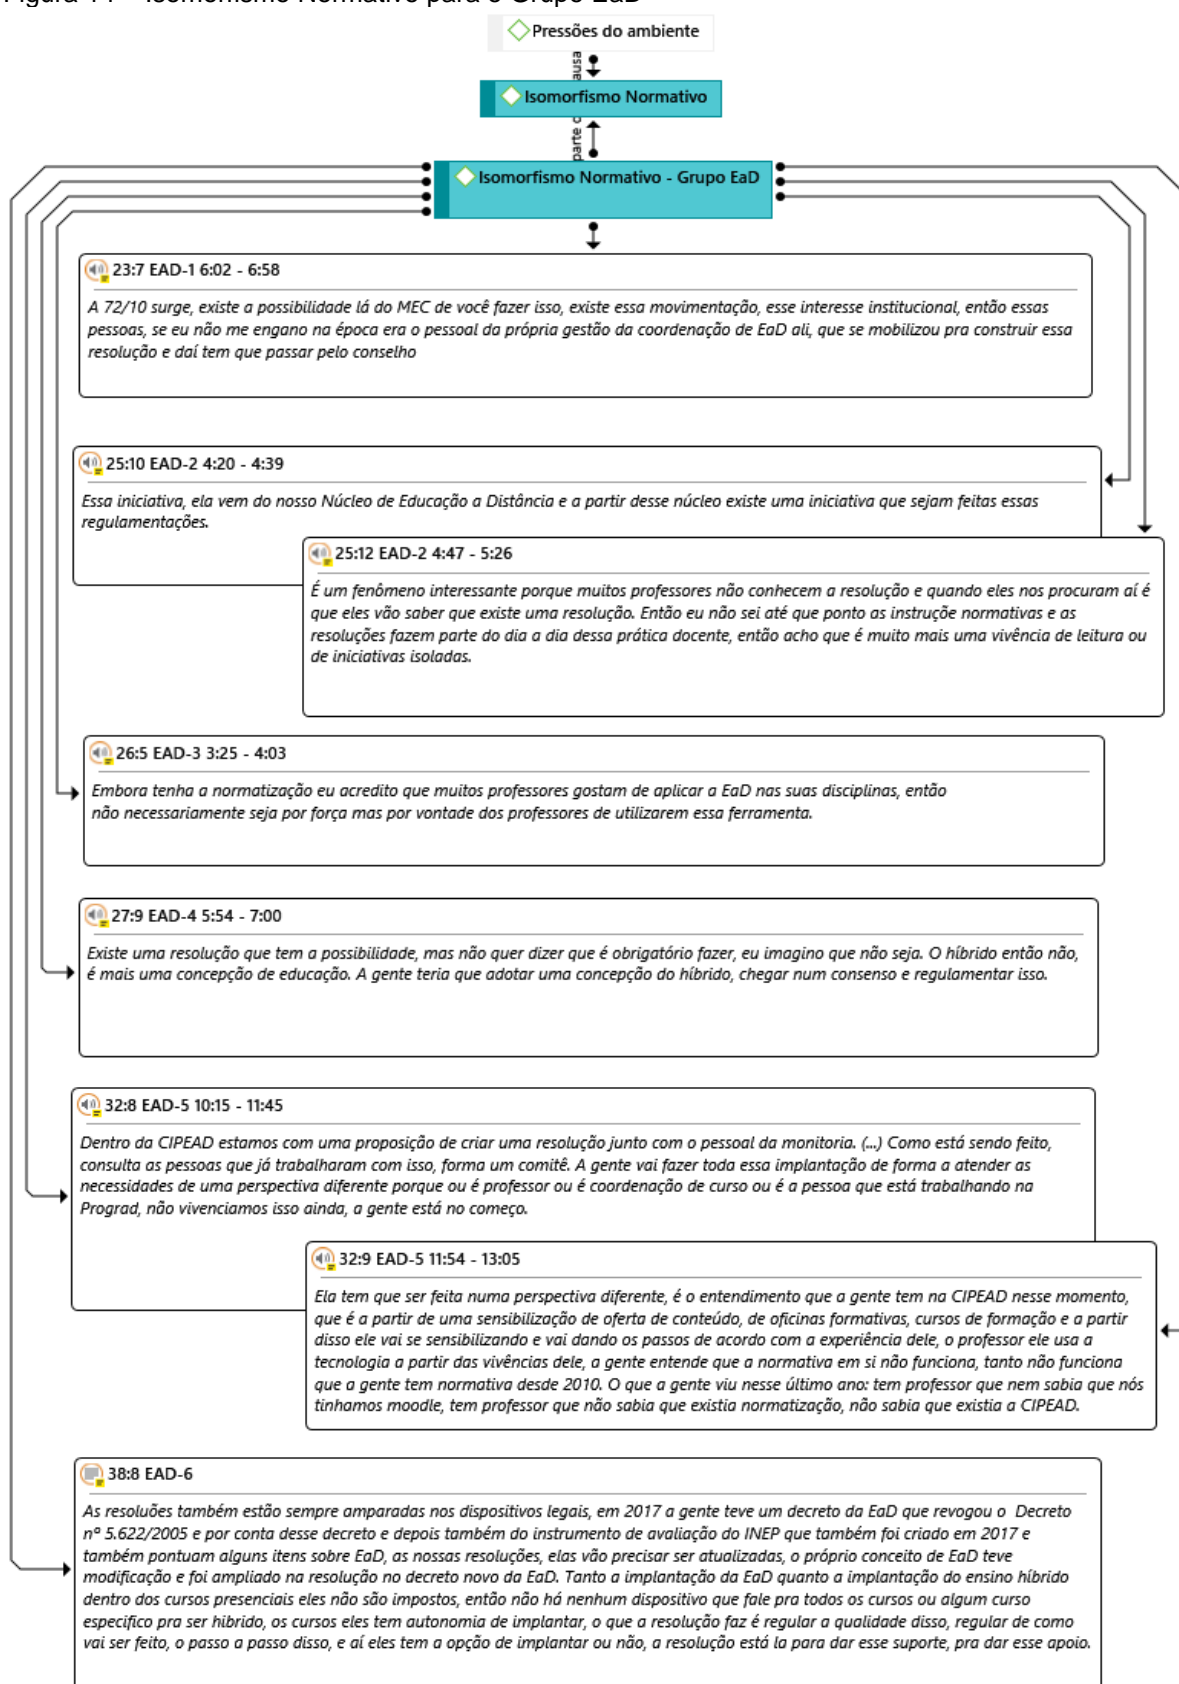 Isomorfismo Normativo para o Grupo EaD
Pressões do ambiente
ausa
Isomorfismo Normativo
parte
Isomorfismo Normativo - Grupo EaD
23:7 EAD-1 6:02 - 6:58
A 72/10 surge, existe a possibilidade lá do MEC de você fazer isso, existe essa movimentação, esse interesse institucional, então essas
pessoas, se eu não me engano na época era o pessoal da própria gestão da coordenação de EaD ali, que se mobilizou pra construir essa
resolução e daí tem que passar pelo conselho
25:10 EAD-2 4:20 - 4:39
Essa iniciativa, ela vem do nosso Núcleo de Educação a Distância e a partir desse núcleo existe uma iniciativa que sejam feitas essas
regulamentações.
25:12 EAD-2 4:47 - 5:26
É um fenômeno interessante porque muitos professores não conhecem a resolução e quando eles nos procuram aí é
que eles vão saber que existe uma resolução. Então eu não sei até que ponto as instruçõe normativas e as
resoluções fazem parte do dia a dia dessa prática docente, então acho que é muito mais uma vivência de leitura ou
de iniciativas isoladas.
26:5 EAD-3 3:25 - 4:03
Embora tenha a normatização eu acredito que muitos professores gostam de aplicar a EaD nas suas disciplinas, então
não necessariamente seja por força mas por vontade dos professores de utilizarem essa ferramenta.
27:9 EAD-4 5:54 - 7:00
Existe uma resolução que tem a possibilidade, mas não quer dizer que é obrigatório fazer, eu imagino que não seja. O híbrido então não,
é mais uma concepção de educação. A gente teria que adotar uma concepção do híbrido, chegar num consenso e regulamentar isso.
32:8 EAD-5 10:15 - 11:45
Dentro da CIPEAD estamos com uma proposição de criar uma resolução junto com o pessoal da monitoria. (...) Como está sendo feito,
consulta as pessoas que já trabalharam com isso, forma um comitê. A gente vai fazer toda essa implantação de forma a atender as
necessidades de uma perspectiva diferente porque ou é professor ou é coordenação de curso ou é a pessoa que está trabalhando na
Prograd, não vivenciamos isso ainda, a gente está no começo.
32:9 EAD-5 11:54 - 13:05
Ela tem que ser feita numa perspectiva diferente, é o entendimento que a gente tem na CIPEAD nesse momento,
que é a partir de uma sensibilização de oferta de conteúdo, de oficinas formativas, cursos de formação e a partir
disso ele vai se sensibilizando e vai dando os passos de acordo com a experiência dele, o professor ele usa a
tecnologia a partir das vivências dele, a gente entende que a normativa em si não funciona, tanto não funciona
que a gente tem normativa desde 2010. O que a gente viu nesse último ano: tem professor que nem sabia que nós
tinhamos moodle, tem professor que não sabia que existia normatização, não sabia que existia a CIPEAD.
38:8 EAD-6
As resoluões também estão sempre amparadas nos dispositivos legais, em 2017 a gente teve um decreto da EaD que revogou o Decreto
nº 5.622/2005 e por conta desse decreto e depois também do instrumento de avaliação do INEP que também foi criado em 2017 e
também pontuam alguns itens sobre EaD, as nossas resoluções, elas vão precisar ser atualizadas, o próprio conceito de EaD teve
modificação e foi ampliado na resolução no decreto novo da EaD. Tanto a implantação da EaD quanto a implantação do ensino híbrido
dentro dos cursos presenciais eles não são impostos, então não há nenhum dispositivo que fale pra todos os cursos ou algum curso
especifico pra ser hibrido, os cursos eles tem autonomia de implantar, o que a resolução faz é regular a qualidade disso, regular de como
vai ser feito, o passo a passo disso, e aí eles tem a opção de implantar ou não, a resolução está la para dar esse suporte, pra dar esse apoio.